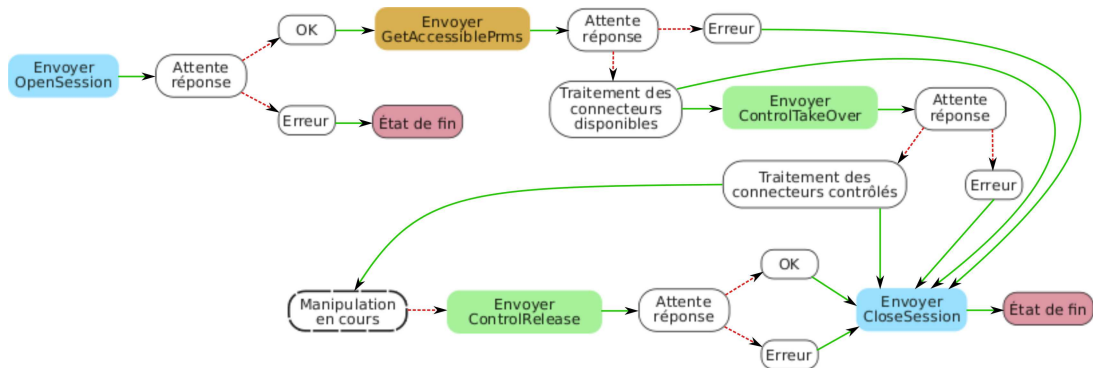 Envoyer
OpenSession
Attente
réponse
OK
Envoyer
GetAccessiblePrms
Attente
réponse
Erreur
Erreur
État de fin
Traitement des
connecteurs
disponibles
Envoyer
ControlTakeOver
Attente
réponse
Traitement des
connecteurs contrôlés
Erreur
Manipulation
en cours
Envoyer
ControlRelease
Attente
réponse
OK
Erreur
Envoyer
CloseSession
État de fin